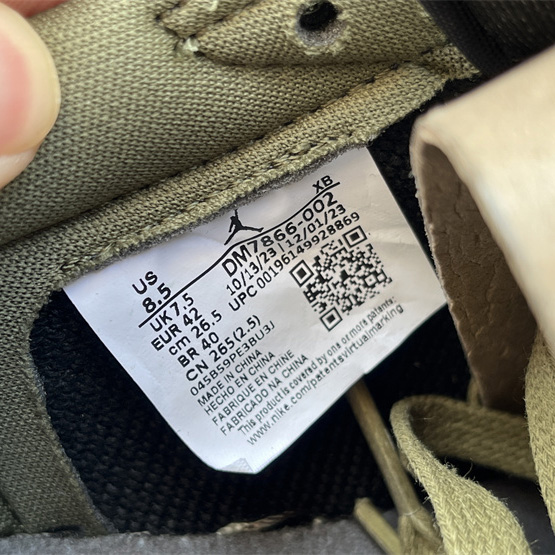 XB
US
8.5
DM7866-002
UK 7.5
10/13/23 | 12/01/23
EUR 42
UPC 00196149928869
cm 26.5
BR 40
CN 265(2.5)
045B59PE3BU3J
MADE IN CHINA
HECHO EN CHINA
FABRIQUE EN CHINE
FABRICADO NA CHINA
This product is covered by one or more patents:
www.nike.com/patentsvirtualmarking